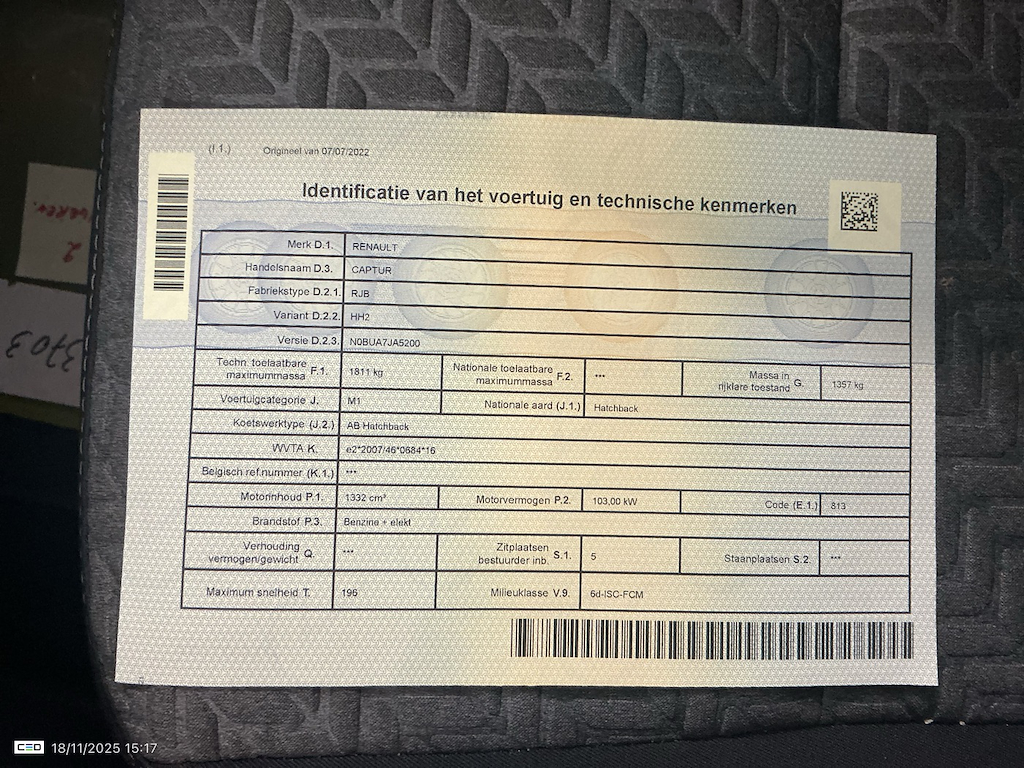 (I.1.) Origineel van 07/07/2022
Identificatie van het voertuig en technische kenmerken
Merk D.1. RENAULT
Handelsnaam D.3. CAPTUR
Fabriekstype D.2.1. RJB
Variant D.2.2. HH2
Versie D.2.3. N0BUA7JA5200
Techn. toelaatbare maximummassa F.1. 1811 kg Nationale toelaatbare maximummassa F.2. *** Massa in rijklare toestand G. 1357 kg
Voertuigcategorie J. M1 Nationale aard (J.1.) Hatchback
Koetswerktype (J.2.) AB Hatchback
WVTA K. e2*2007/46*0684*16
Belgisch ref.nummer (K.1.) ***
Motorinhoud P.1. 1332 cm³ Motorvermogen P.2. 103,00 kW Code (E.1.) 813
Brandstof P.3. Benzine + elekt
Verhouding vermogen/gewicht Q. *** Zitplaatsen bestuurder inb. S.1. 5 Staanplaatsen S.2. ***
Maximum snelheid T. 196 Milieuklasse V.9. 6d-ISC-FCM
2
3703
CEO 18/11/2025 15:17